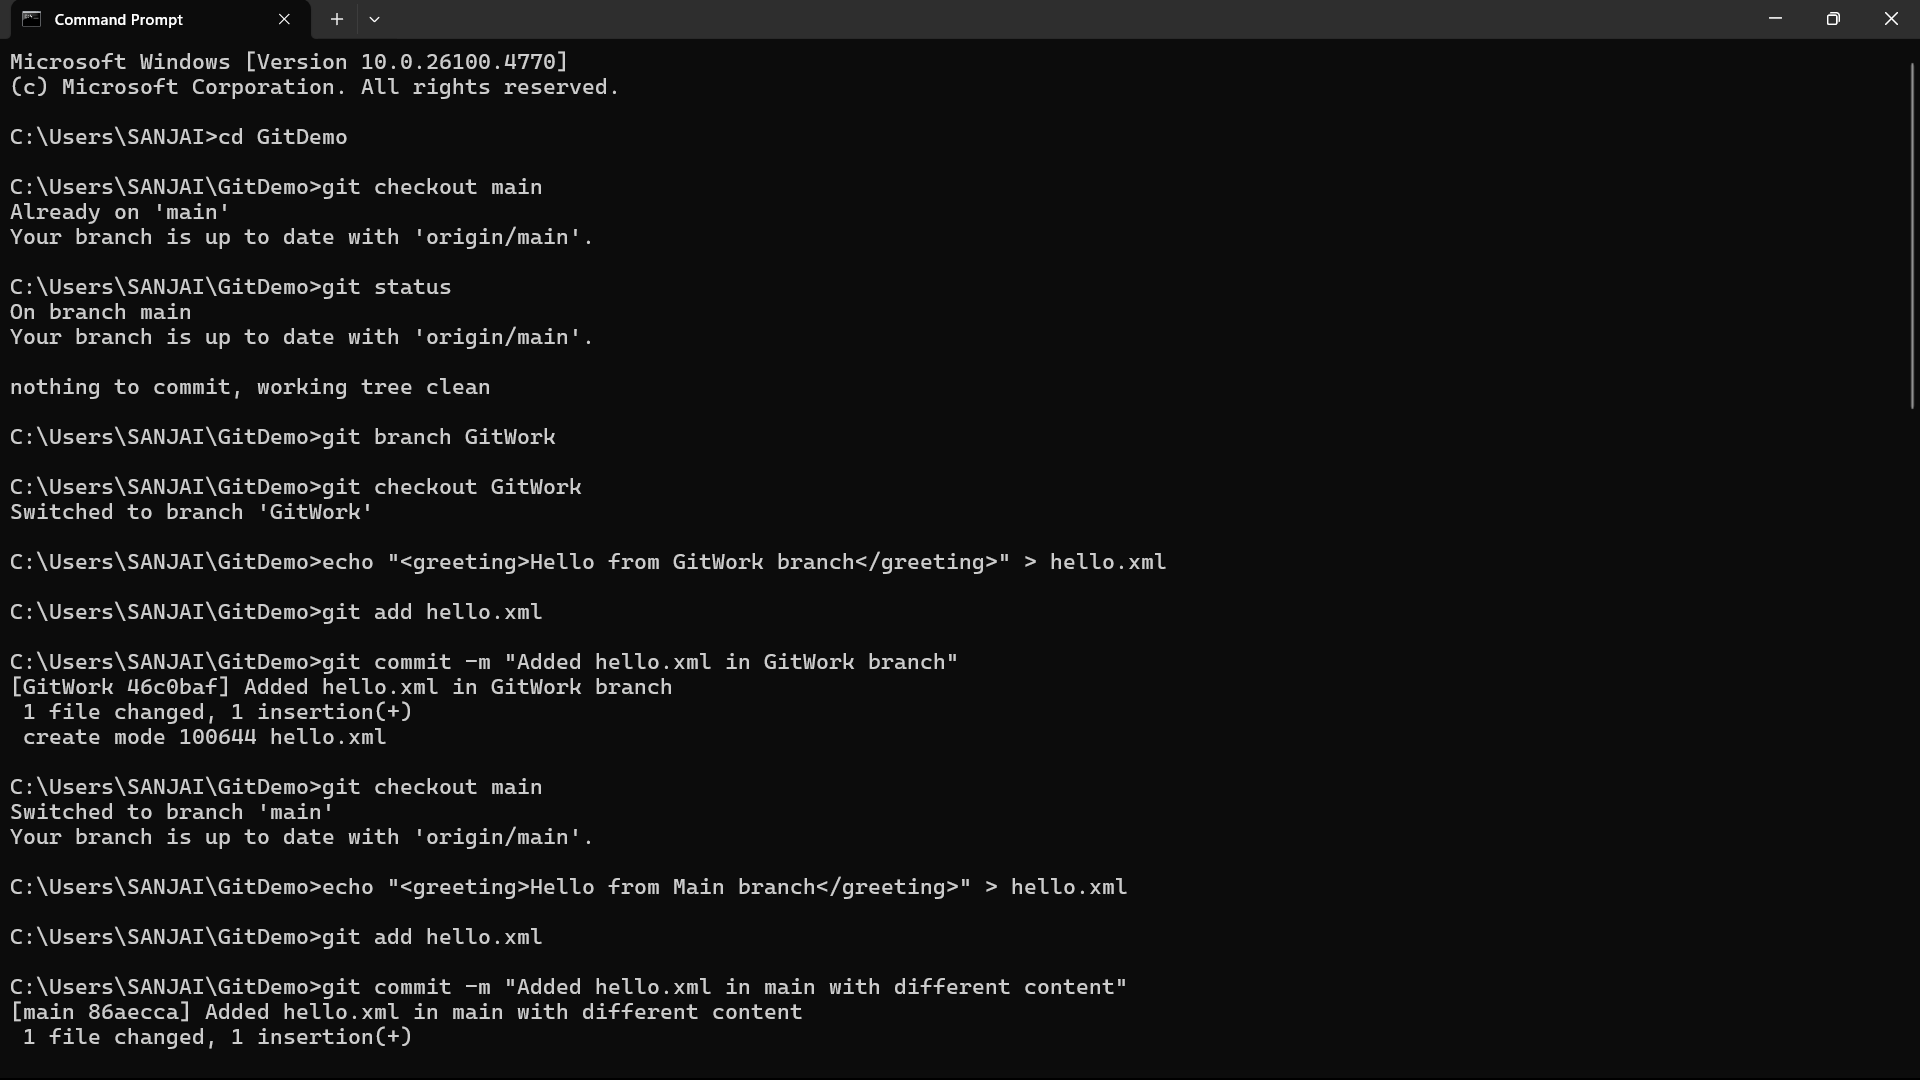 Command Prompt
Microsoft Windows [Version 10.0.26100.4770]
(c) Microsoft Corporation. All rights reserved.
C:\Users\SANJAI>cd GitDemo
C:\Users\SANJAI\GitDemo>git checkout main
Already on 'main'
Your branch is up to date with 'origin/main'.
C:\Users\SANJAI\GitDemo>git status
On branch main
Your branch is up to date with 'origin/main'.
nothing to commit, working tree clean
C:\Users\SANJAI\GitDemo>git branch GitWork
C:\Users\SANJAI\GitDemo>git checkout GitWork
Switched to branch 'GitWork'
C:\Users\SANJAI\GitDemo>echo "<greeting>Hello from GitWork branch</greeting>" > hello.xml
C:\Users\SANJAI\GitDemo>git add hello.xml
C:\Users\SANJAI\GitDemo>git commit -m "Added hello.xml in GitWork branch"
[GitWork 46c0baf] Added hello.xml in GitWork branch
 1 file changed, 1 insertion(+)
 create mode 100644 hello.xml
C:\Users\SANJAI\GitDemo>git checkout main
Switched to branch 'main'
Your branch is up to date with 'origin/main'.
C:\Users\SANJAI\GitDemo>echo "<greeting>Hello from Main branch</greeting>" > hello.xml
C:\Users\SANJAI\GitDemo>git add hello.xml
C:\Users\SANJAI\GitDemo>git commit -m "Added hello.xml in main with different content"
[main 86aecca] Added hello.xml in main with different content
 1 file changed, 1 insertion(+)